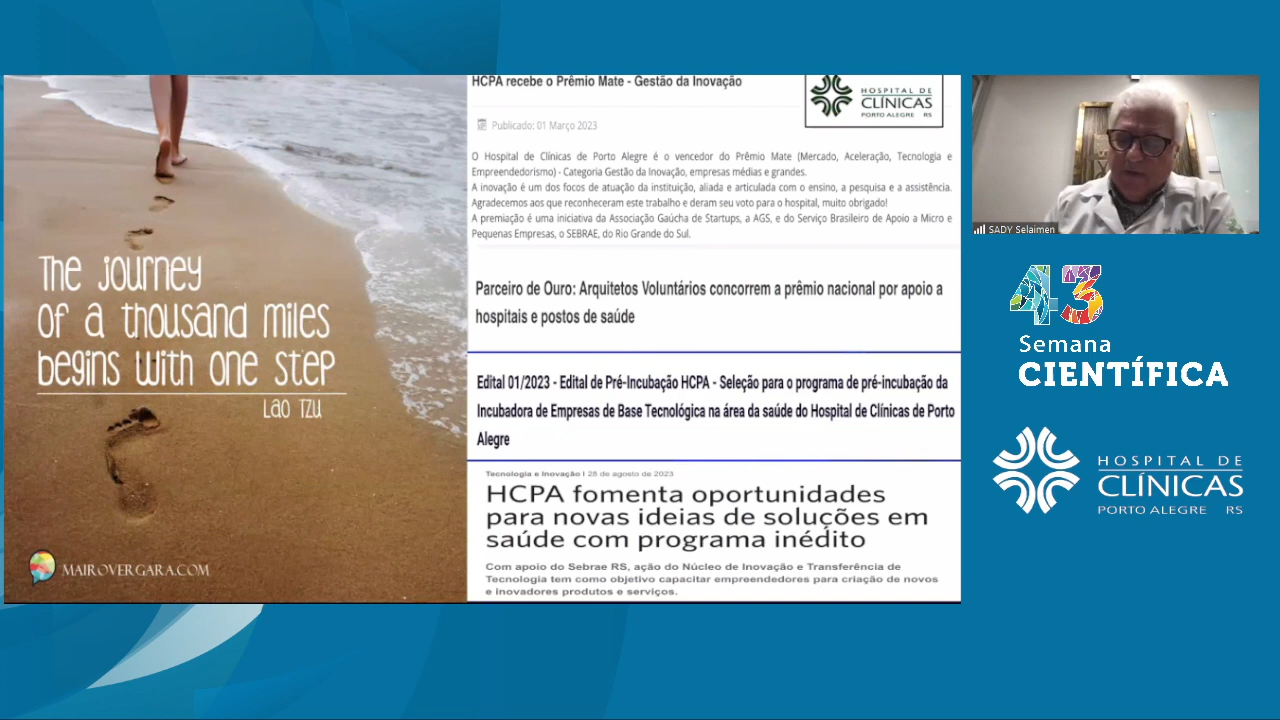 The journey
of a thousand miles
begins with one step
Lao Tzu
MAIROVERGARA.COM
HCPA recebe o Prêmio Mate - Gestão da Inovação
HOSPITAL DE
CLÍNICAS
PORTO ALEGRE RS
Publicado: 01 Março 2023
O Hospital de Clínicas de Porto Alegre é o vencedor do Prêmio Mate (Mercado, Aceleração, Tecnologia e
Empreendedorismo) - Categoria Gestão da Inovação, empresas médias e grandes.
A inovação é um dos focos de atuação da instituição, aliada e articulada com o ensino, a pesquisa e a assistência.
Agradecemos aos que reconheceram este trabalho e deram seu voto para o hospital, muito obrigado!
A premiação é uma iniciativa da Associação Gaúcha de Startups, a AGS, e do Serviço Brasileiro de Apoio a Micro e
Pequenas Empresas, o SEBRAE, do Rio Grande do Sul.
Parceiro de Ouro: Arquitetos Voluntários concorrem a prêmio nacional por apoio a
hospitais e postos de saúde
Edital 01/2023 - Edital de Pré-Incubação HCPA - Seleção para o programa de pré-incubação da
Incubadora de Empresas de Base Tecnológica na área da saúde do Hospital de Clínicas de Porto
Alegre
Tecnologia e Inovação | 28 de agosto de 2023
HCPA fomenta oportunidades
para novas ideias de soluções em
saúde com programa inédito
Com apoio do Sebrae RS, ação do Núcleo de Inovação e Transferência de
Tecnologia tem como objetivo capacitar empreendedores para criação de novos
e inovadores produtos e serviços.
SADY Selaimen
43
Semana
CIENTÍFICA
HOSPITAL DE
CLÍNICAS
PORTO ALEGRE RS